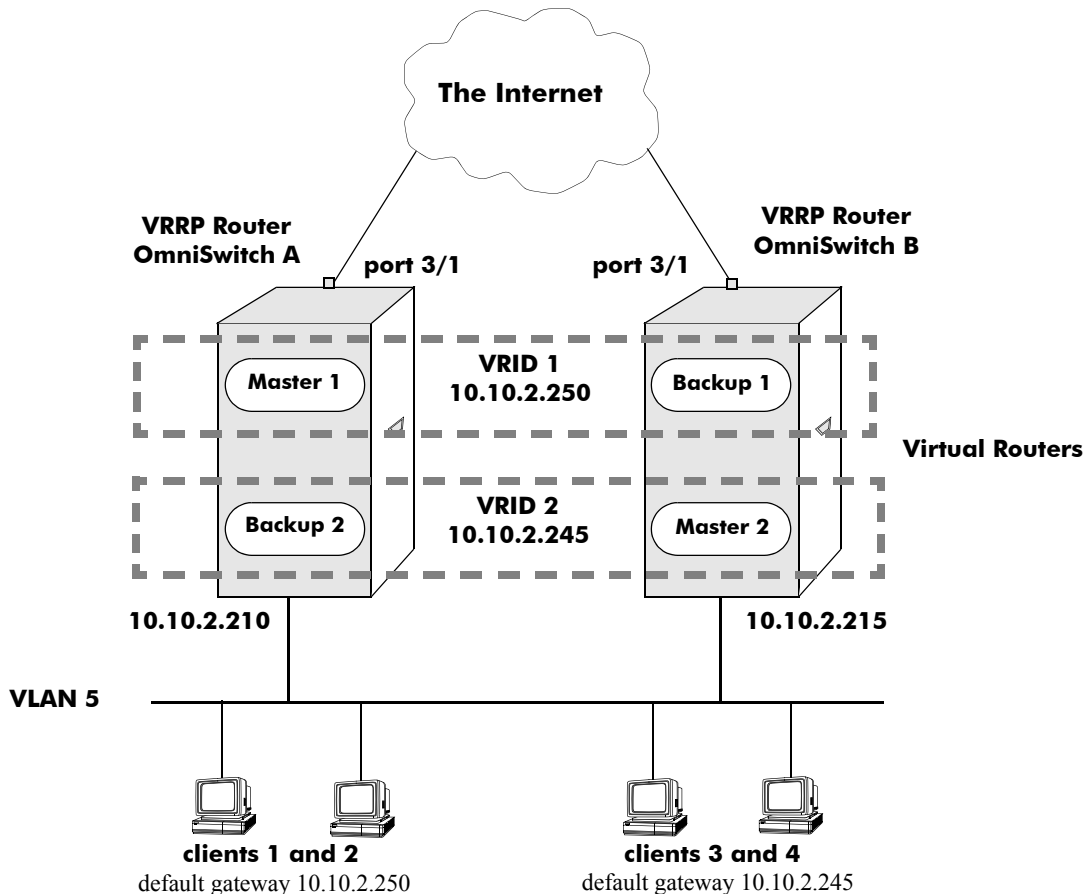 The Internet
VRRP Router
OmniSwitch A
VRRP Router
OmniSwitch B
port 3/1
port 3/1
VRID 1
10.10.2.250
Master 1
Backup 1
Virtual Routers
VRID 2
10.10.2.245
Backup 2
Master 2
10.10.2.210
10.10.2.215
VLAN 5
clients 1 and 2
default gateway 10.10.2.250
clients 3 and 4
default gateway 10.10.2.245